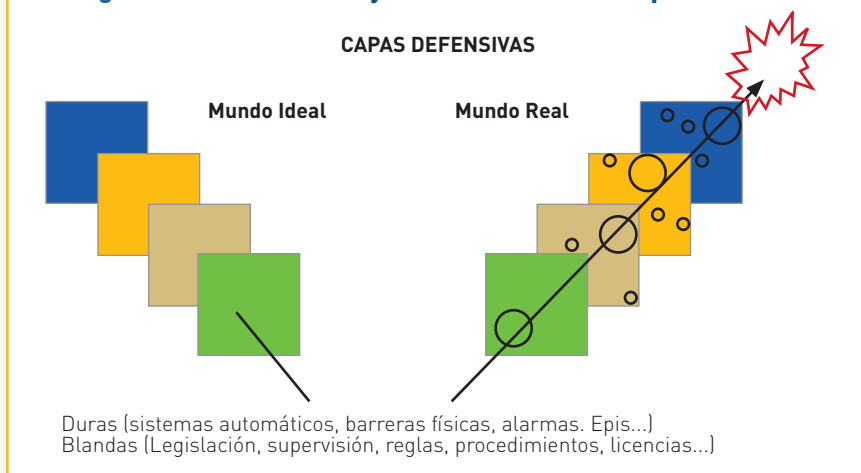 CAPAS DEFENSIVAS
Mundo Ideal
Mundo Real
Duras (sistemas automáticos, barreras físicas, alarmas. Epis...)
Blandas (Legislación, supervisión, reglas, procedimientos, licencias...)